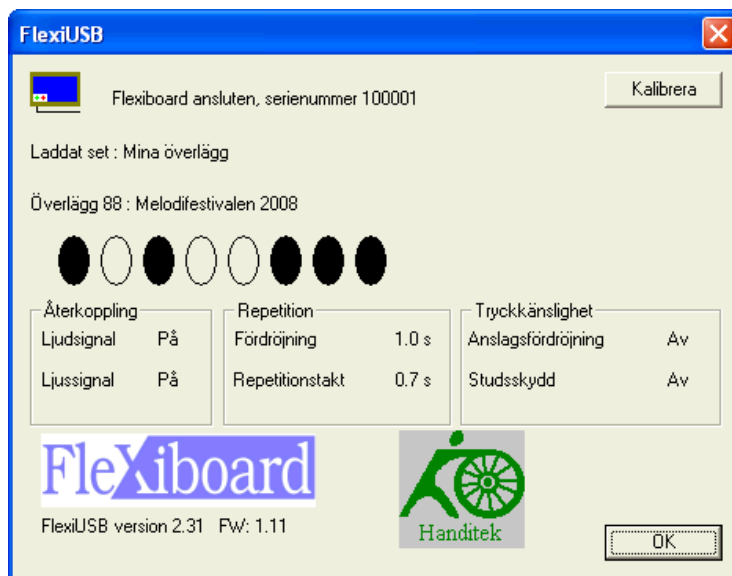 FlexiUSB
Flexiboard ansluten, serienummer 100001
Kalibrera
Laddat set : Mina överlägg
Överlägg 88 : Melodifestivalen 2008
Återkoppling
Ljudsignal På
Ljussignal På
Repetition
Fördröjning 1.0 s
Repetitionstakt 0.7 s
Tryckkänslighet
Anslagsfördröjning Av
Studsskydd Av
FleXiboard
Handitek
FlexiUSB version 2.31 FW: 1.11
OK